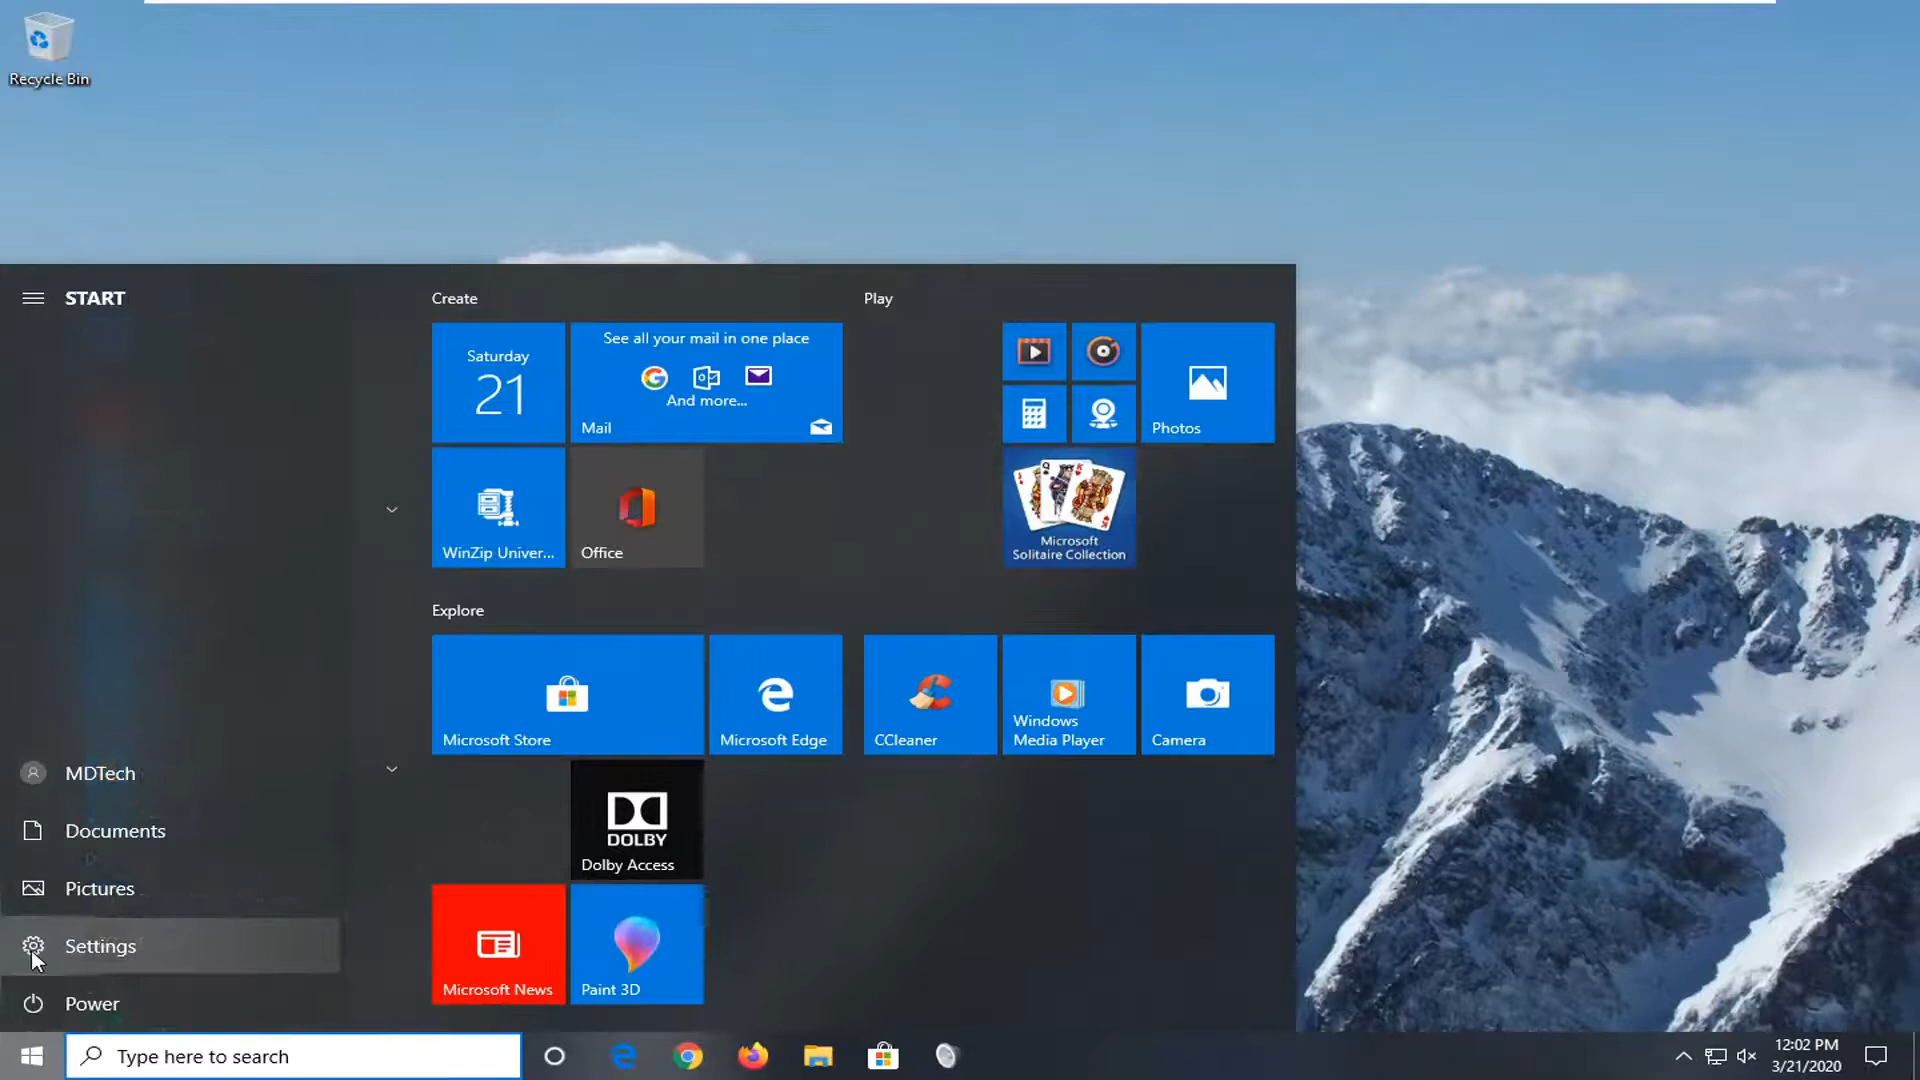 Recycle Bin
START
Create
Play
Saturday
21
See all your mail in one place
And more...
Mail
Photos
WinZip Univer...
Office
Microsoft
Solitaire Collection
Explore
Microsoft Store
Microsoft Edge
CCleaner
Windows
Media Player
Camera
MDTech
Documents
Pictures
Settings
Power
DOLBY
Dolby Access
Microsoft News
Paint 3D
Type here to search
12:02 PM
3/21/2020